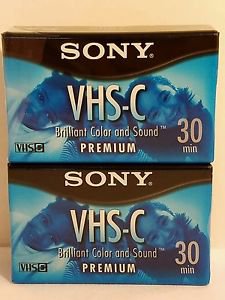 SONY®
VHS-C
Brilliant Color and Sound™
VHS C PREMIUM 30
min
SONY®
VHS-C
Brilliant Color and Sound™
VHS C PREMIUM 30
min